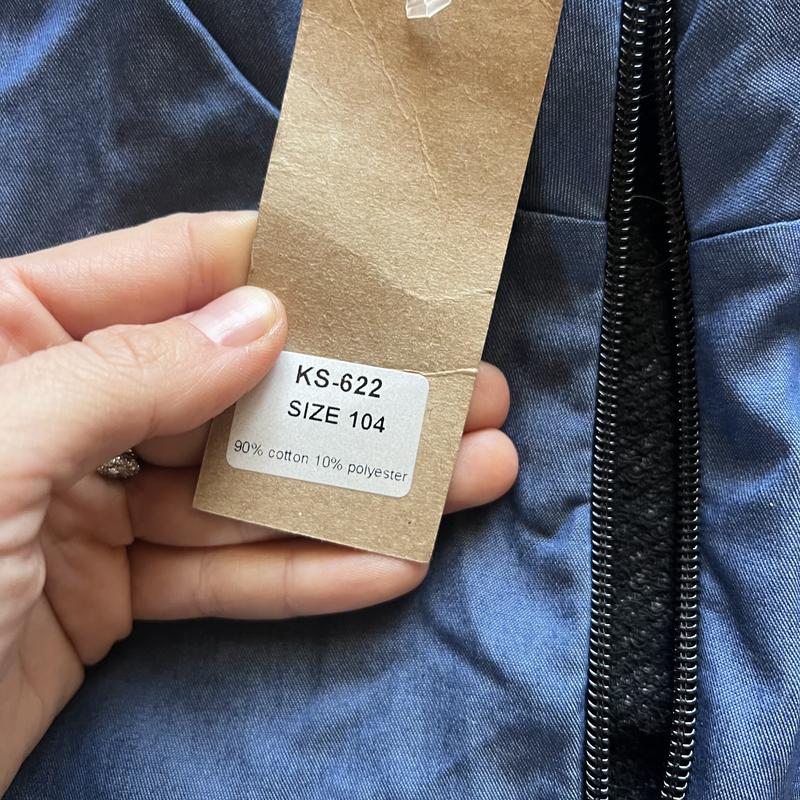 KS-622
SIZE 104
90% cotton 10% polyester